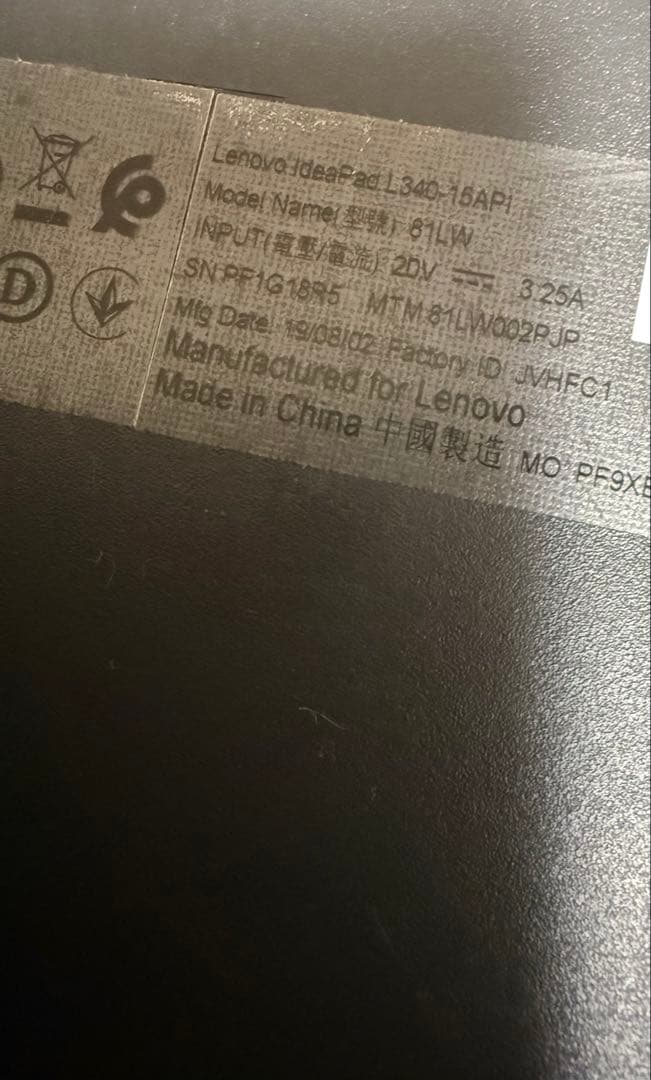 Lenovo IdeaPad L340-15API
Model Name(型號) 81LW
INPUT(電壓/電流) 20V ⎓ 3.25A
SN PF1G18R5 MTM 81LW002PJP
Mfg Date 19/08/02 Factory ID JVHFC1
Manufactured for Lenovo
Made in China 中國製造 MO PF9XB
D